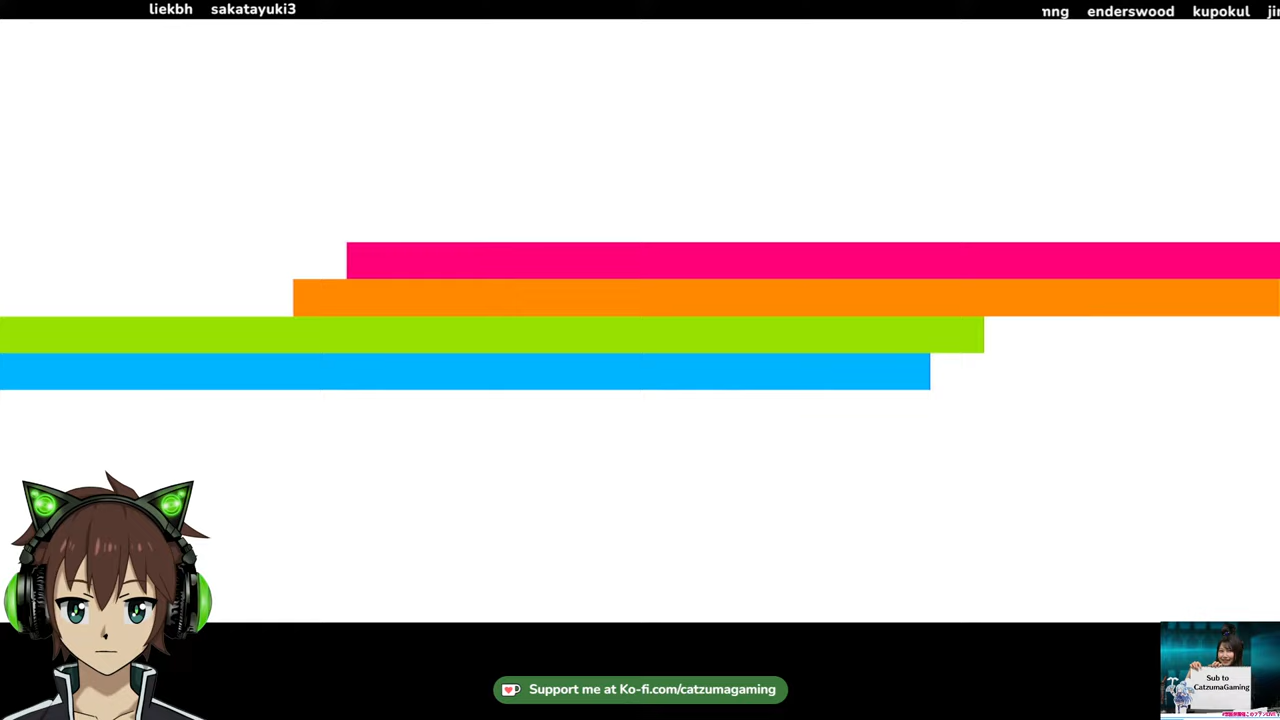 liekbh sakatayuki3
enderswood kupokul
Support me at Ko-fi.com/catzumagaming
Sub to
CatzumaGaming